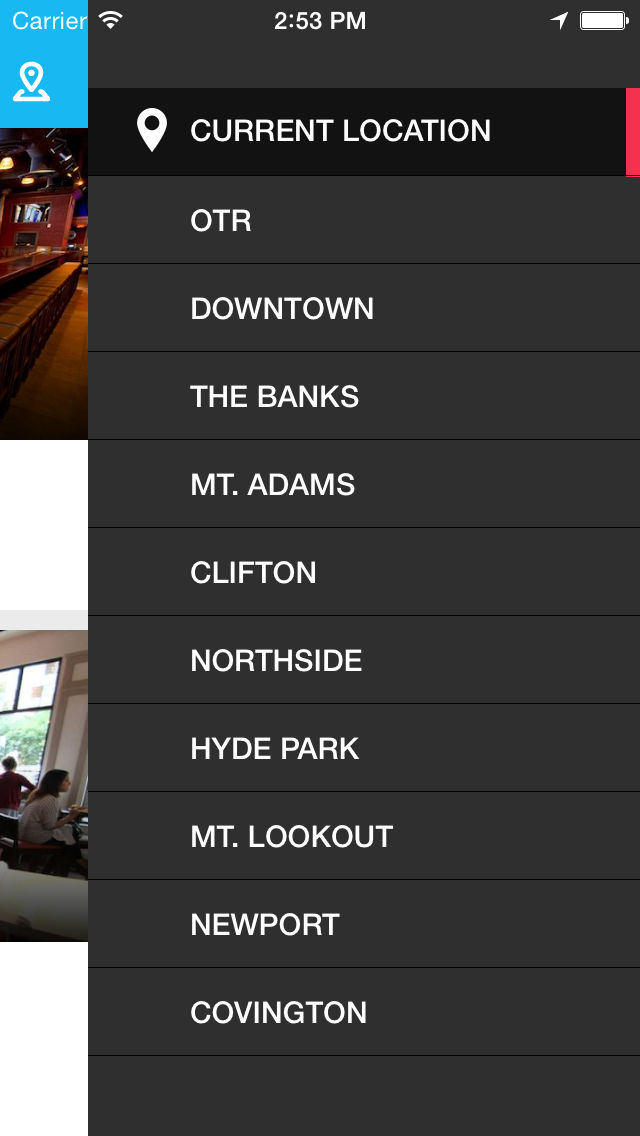 Carrier 2:53 PM
CURRENT LOCATION
OTR
DOWNTOWN
THE BANKS
MT. ADAMS
CLIFTON
NORTHSIDE
HYDE PARK
MT. LOOKOUT
NEWPORT
COVINGTON